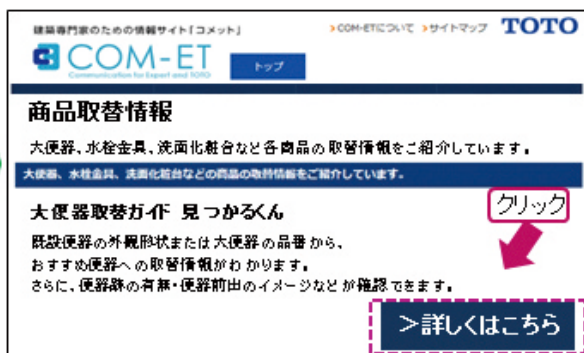 建築専門家のための情報サイト「コメット」
>COM-ETについて >サイトマップ TOTO
COM-ET
Communication for Expert and TOTO
トップ
商品取替情報
大便器、水栓金具、洗面化粧台など各商品の取替情報をご紹介しています。
大便器、水栓金具、洗面化粧台などの商品の取替情報をご紹介しています。
大便器取替ガイド 見つかるくん
クリック
既設便器の外観形状または大便器の品番から、
おすすめ便器への取替情報がわかります。
さらに、便器跡の有無・便器前出のイメージなどが確認できます。
>詳しくはこちら